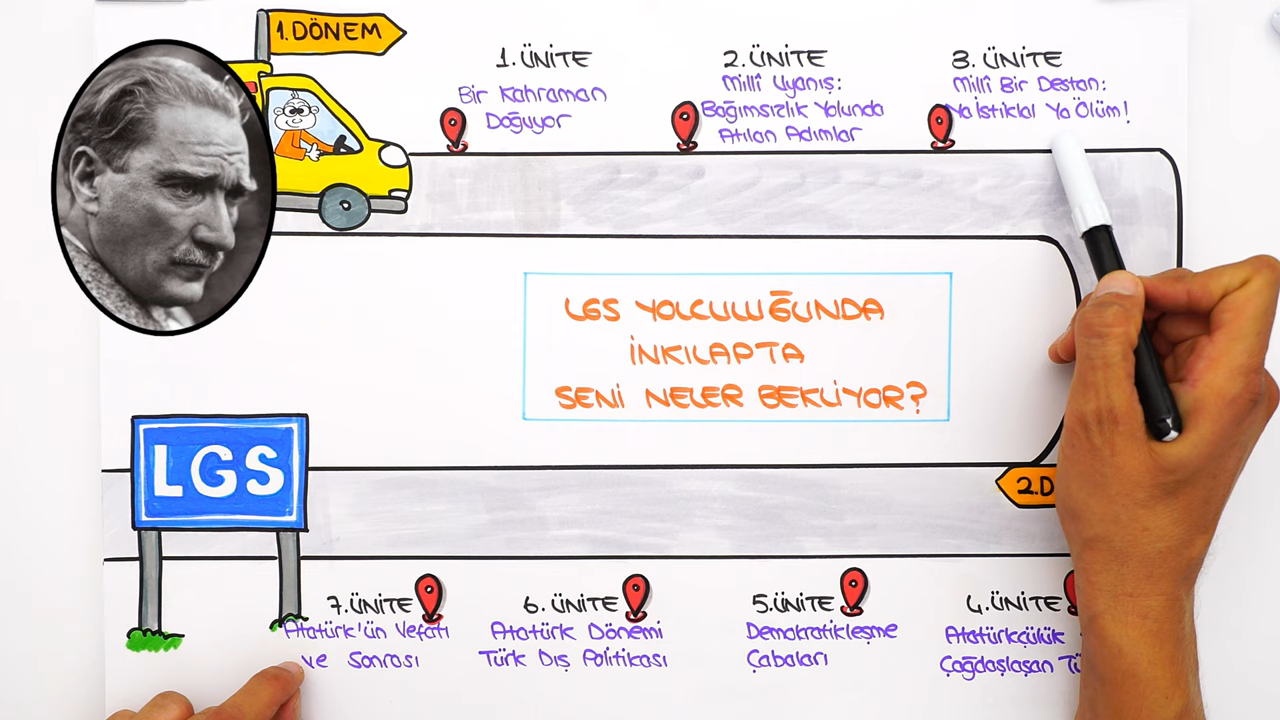 1.DÖNEM
1.ÜNİTE
Bir Kahraman
Doğuyor
2.ÜNİTE
Millî Uyanış:
Bağımsızlık Yolunda
Atılan Adımlar
3.ÜNİTE
Millî Bir Destan:
Ya İstiklal Ya Ölüm!
LGS YOLCULUĞUNDA
İNKILAPTA
SENİ NELER BEKLİYOR?
LGS
7.ÜNİTE
Atatürk'ün Vefatı
ve Sonrası
6.ÜNİTE
Atatürk Dönemi
Türk Dış Politikası
5.ÜNİTE
Demokratikleşme
Çabaları
4.ÜNİTE
Atatürkçülük
Çağdaşlaşan